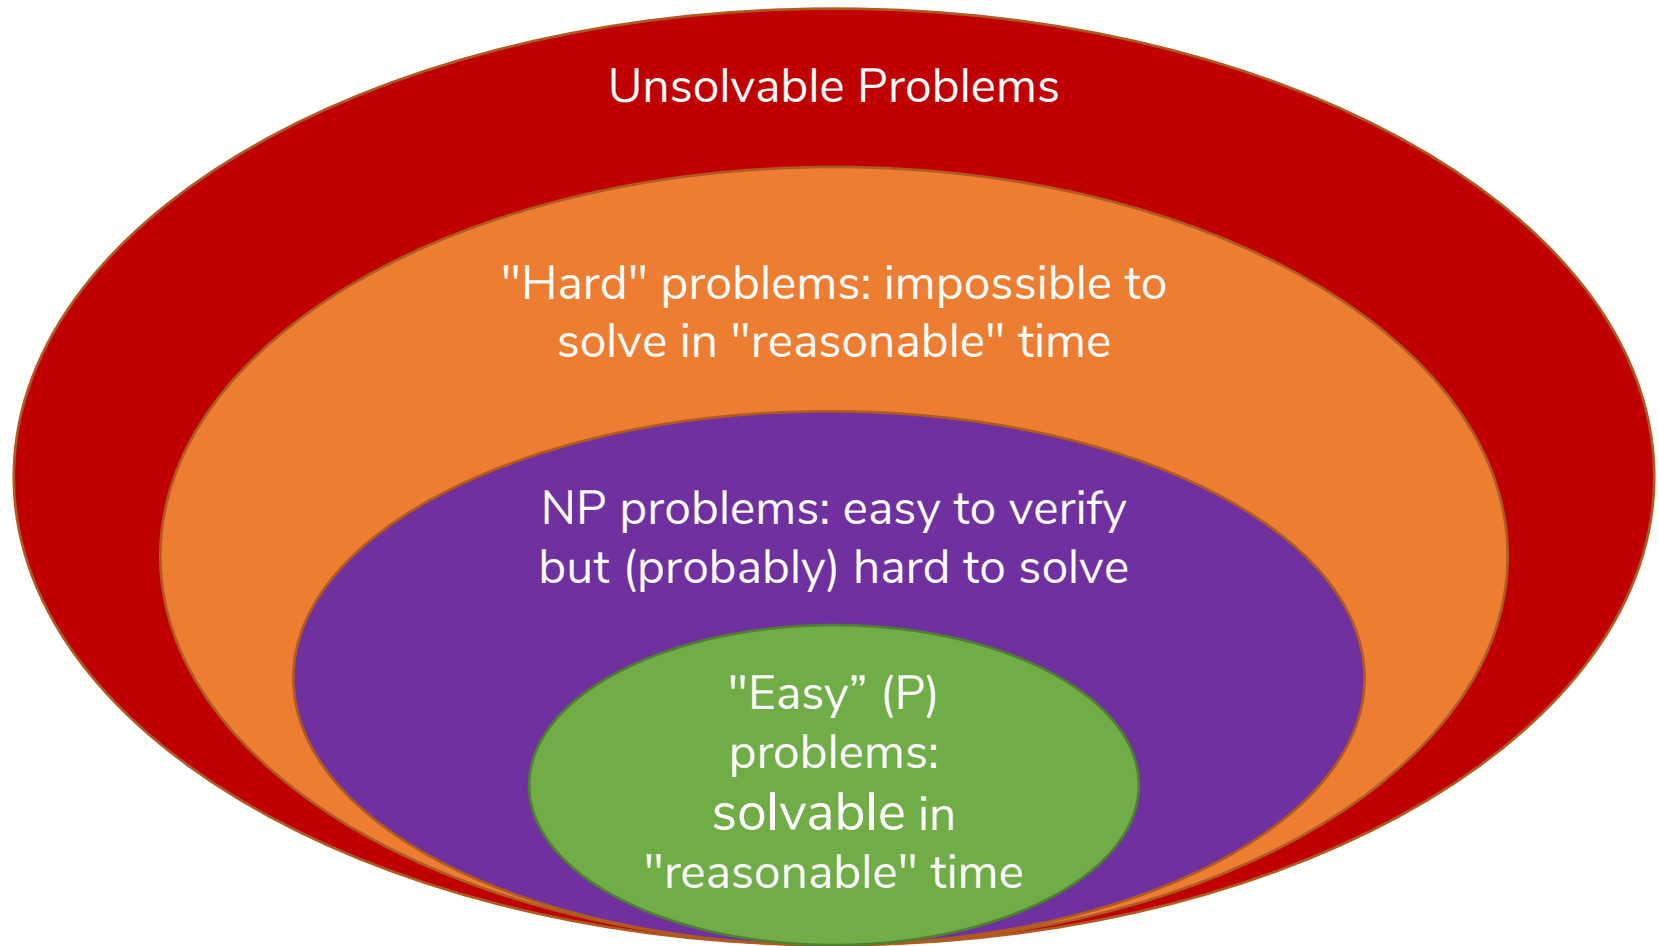 Unsolvable Problems
"Hard" problems: impossible to
solve in "reasonable" time
NP problems: easy to verify
but (probably) hard to solve
"Easy” (P)
problems:
solvable in
"reasonable" time